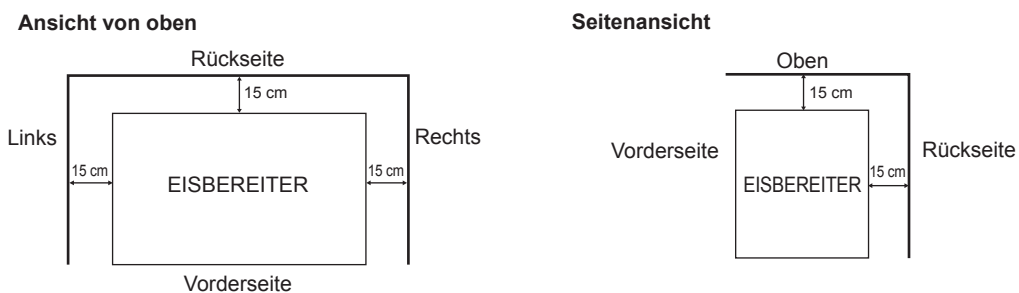 Ansicht von oben
Rückseite
15 cm
Links
Rechts
15 cm
EISBEREITER
15 cm
Vorderseite
Seitenansicht
Oben
15 cm
Vorderseite
Rückseite
EISBEREITER
15 cm